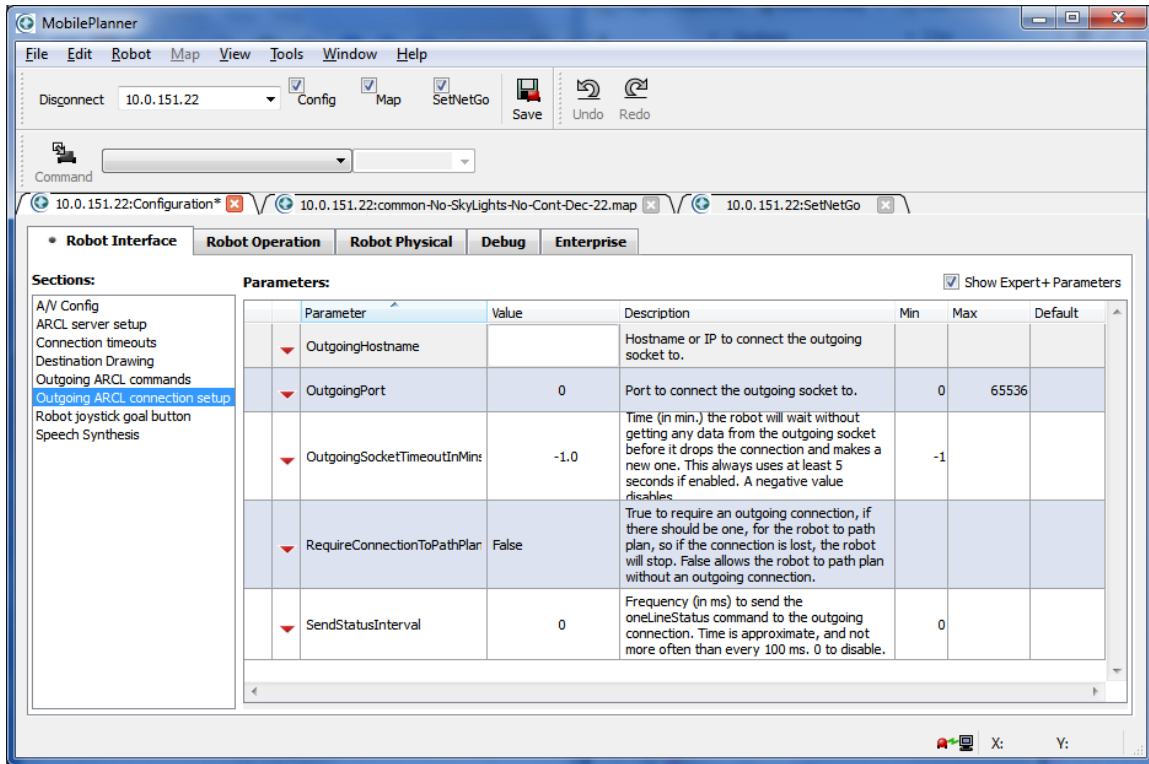 MobilePlanner
File Edit Robot Map View Tools Window Help
Disconnect 10.0.151.22 Config Map SetNetGo Save Undo Redo
Command
10.0.151.22:Configuration* 10.0.151.22:common-No-SkyLights-No-Cont-Dec-22.map 10.0.151.22:SetNetGo
Robot Interface Robot Operation Robot Physical Debug Enterprise
Sections:
A/V Config
ARCL server setup
Connection timeouts
Destination Drawing
Outgoing ARCL commands
Outgoing ARCL connection setup
Robot joystick goal button
Speech Synthesis
Parameters: Show Expert+ Parameters
Parameter Value Description Min Max Default
OutgoingHostname Hostname or IP to connect the outgoing
socket to.
OutgoingPort 0 Port to connect the outgoing socket to. 0 65536
OutgoingSocketTimeoutInMins -1.0 Time (in min.) the robot will wait without
getting any data from the outgoing socket
before it drops the connection and makes a
new one. This always uses at least 5
seconds if enabled. A negative value
disables -1
RequireConnectionToPathPlan False True to require an outgoing connection, if
there should be one, for the robot to path
plan, so if the connection is lost, the robot
will stop. False allows the robot to path plan
without an outgoing connection.
SendStatusInterval 0 Frequency (in ms) to send the
oneLineStatus command to the outgoing
connection. Time is approximate, and not
more often than every 100 ms. 0 to disable. 0
X: Y: